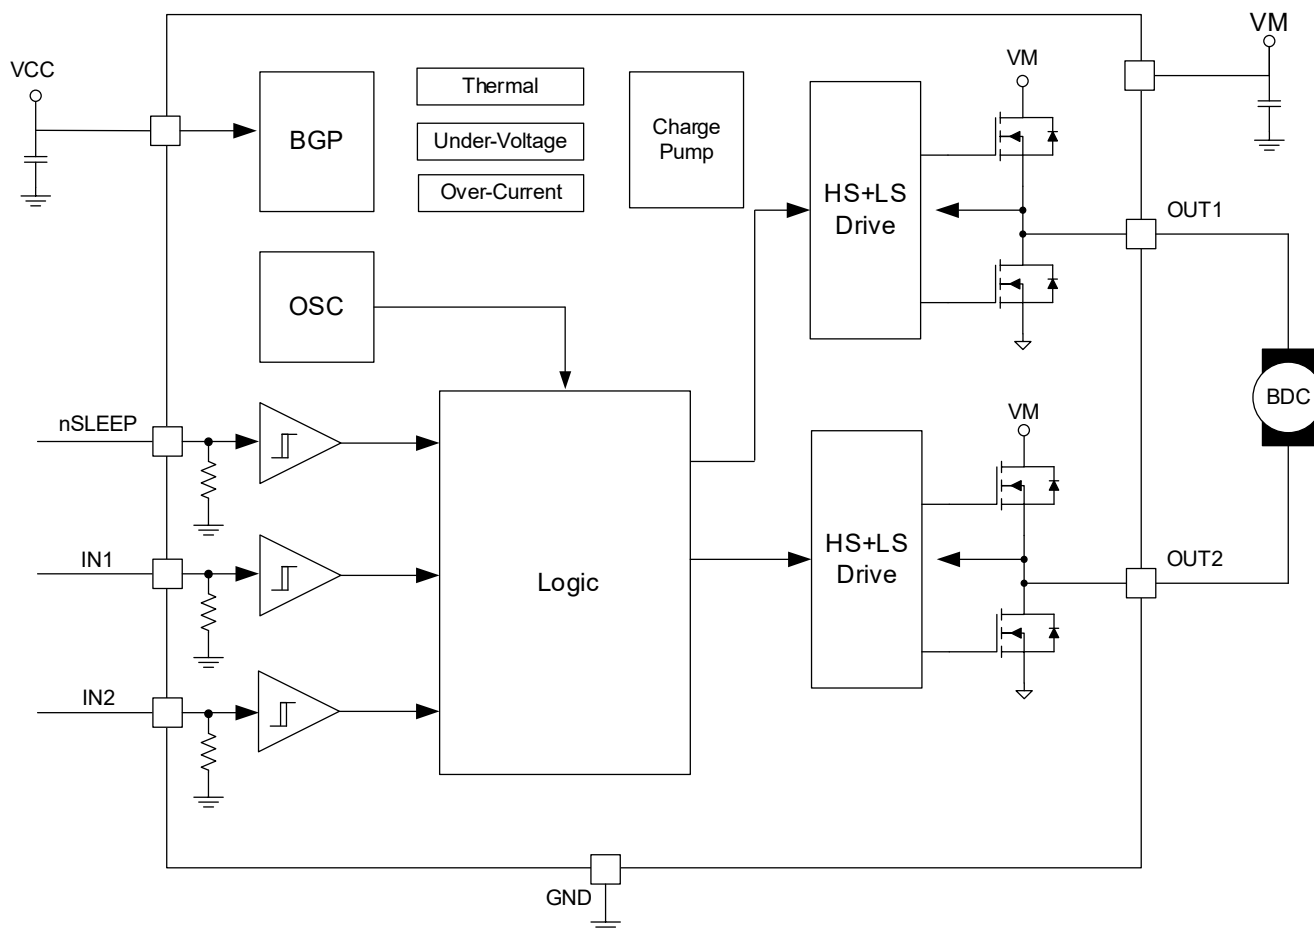 VM
VCC
Thermal
VM
BGP
Under-Voltage
Charge
Pump
Over-Current
HS+LS
Drive
OUT1
OSC
BDC
nSLEEP
VM
HS+LS
Drive
IN1
OUT2
Logic
IN2
GND